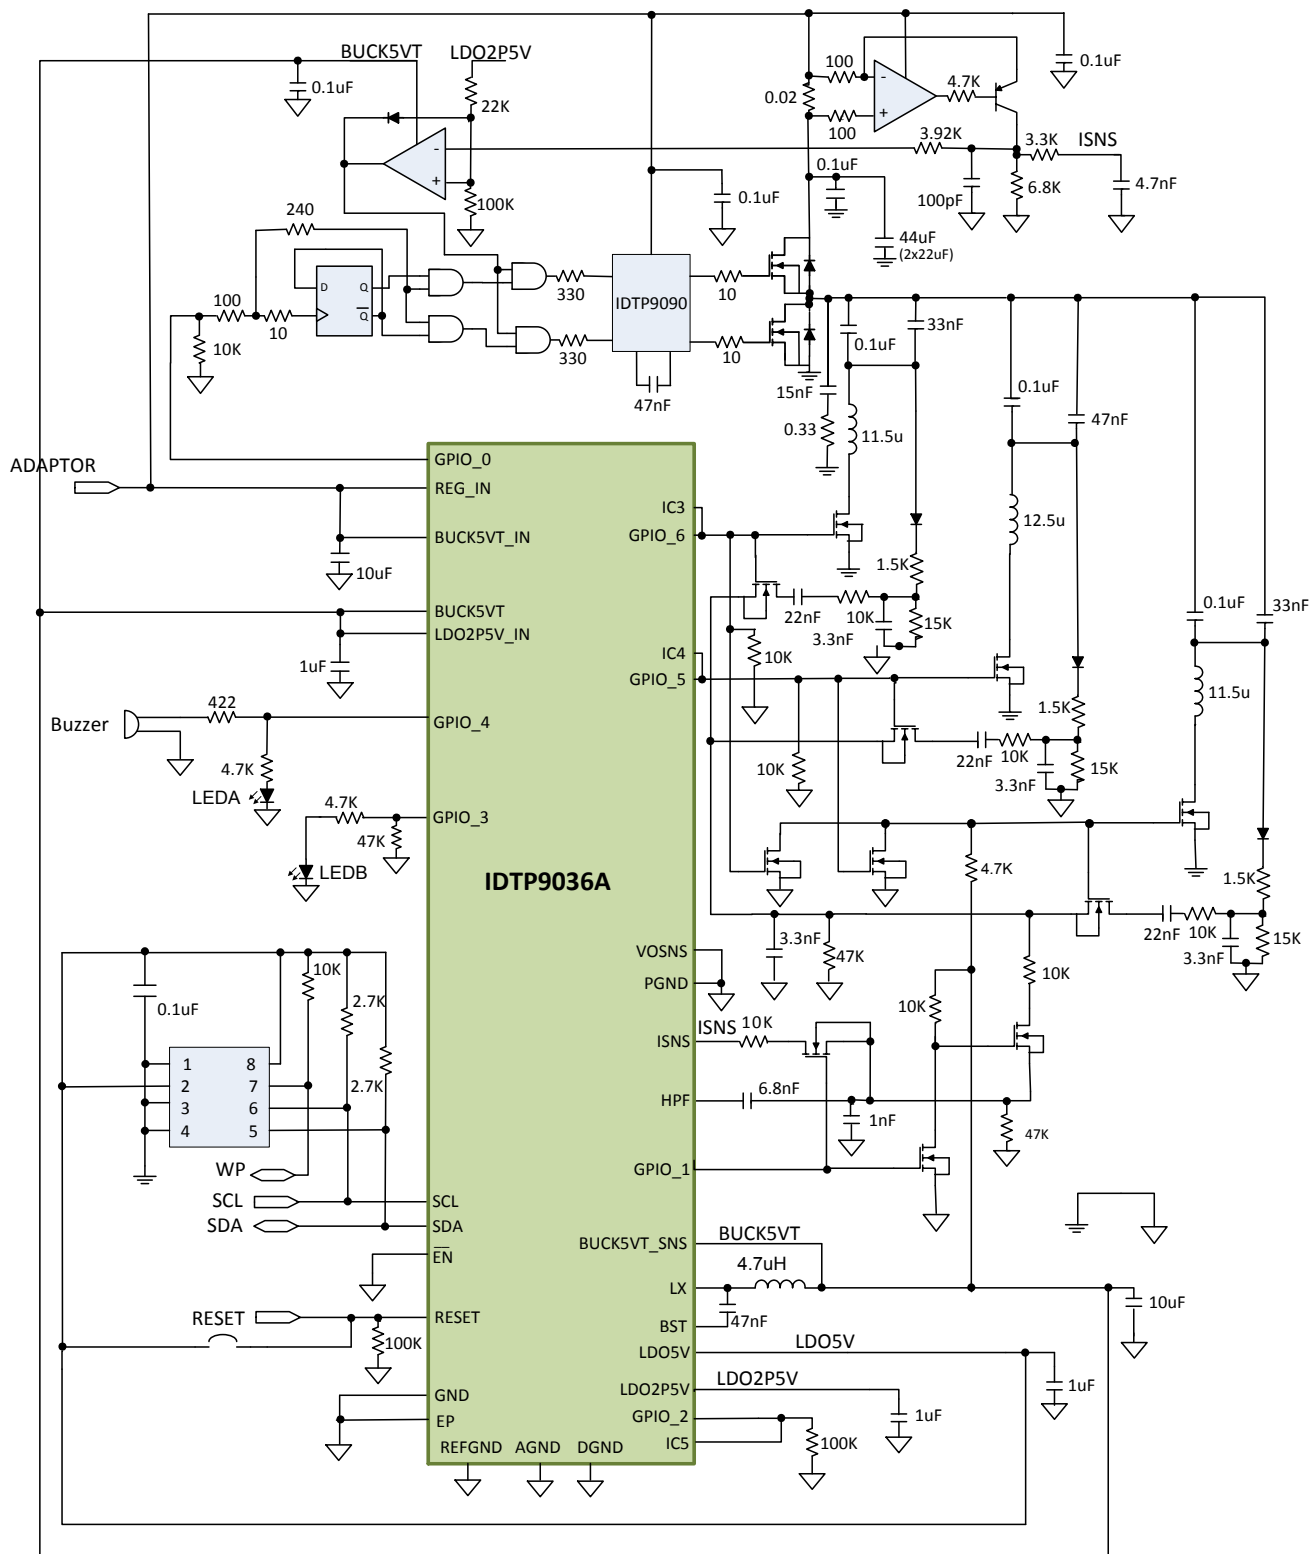 BUCK5VT
LDO2P5V
0.1uF
22K
100
0.02
100
-
+
4.7K
0.1uF
-
+
100K
3.92K
3.3K
ISNS
0.1uF
100pF
6.8K
4.7nF
0.1uF
44uF
(2x22uF)
240
D
Q
Q
100
10
10K
330
330
IDTP9090
47nF
10
10
33nF
0.1uF
15nF
0.33
11.5u
0.1uF
47nF
12.5u
ADAPTOR
GPIO_0
REG_IN
BUCK5VT_IN
10uF
BUCK5VT
LDO2P5V_IN
1uF
IC3
GPIO_6
1.5K
22nF
10K
3.3nF
15K
10K
IC4
GPIO_5
0.1uF
33nF
11.5u
1.5K
22nF
10K
3.3nF
15K
10K
Buzzer
422
GPIO_4
4.7K
LEDA
4.7K
GPIO_3
47K
LEDB
IDTP9036A
4.7K
1.5K
22nF
10K
3.3nF
15K
3.3nF
47K
VOSNS
PGND
10K
10K
10K
0.1uF
2.7K
2.7K
1
2
3
4
8
7
6
5
ISNS
ISNS
10K
HPF
6.8nF
1nF
47K
GPIO_1
WP
SCL
SDA
SCL
SDA
EN
BUCK5VT_SNS
BUCK5VT
4.7uH
LX
47nF
BST
10uF
RESET
RESET
100K
LDO5V
LDO5V
1uF
LDO2P5V
LDO2P5V
1uF
GND
EP
GPIO_2
IC5
100K
REFGND
AGND
DGND